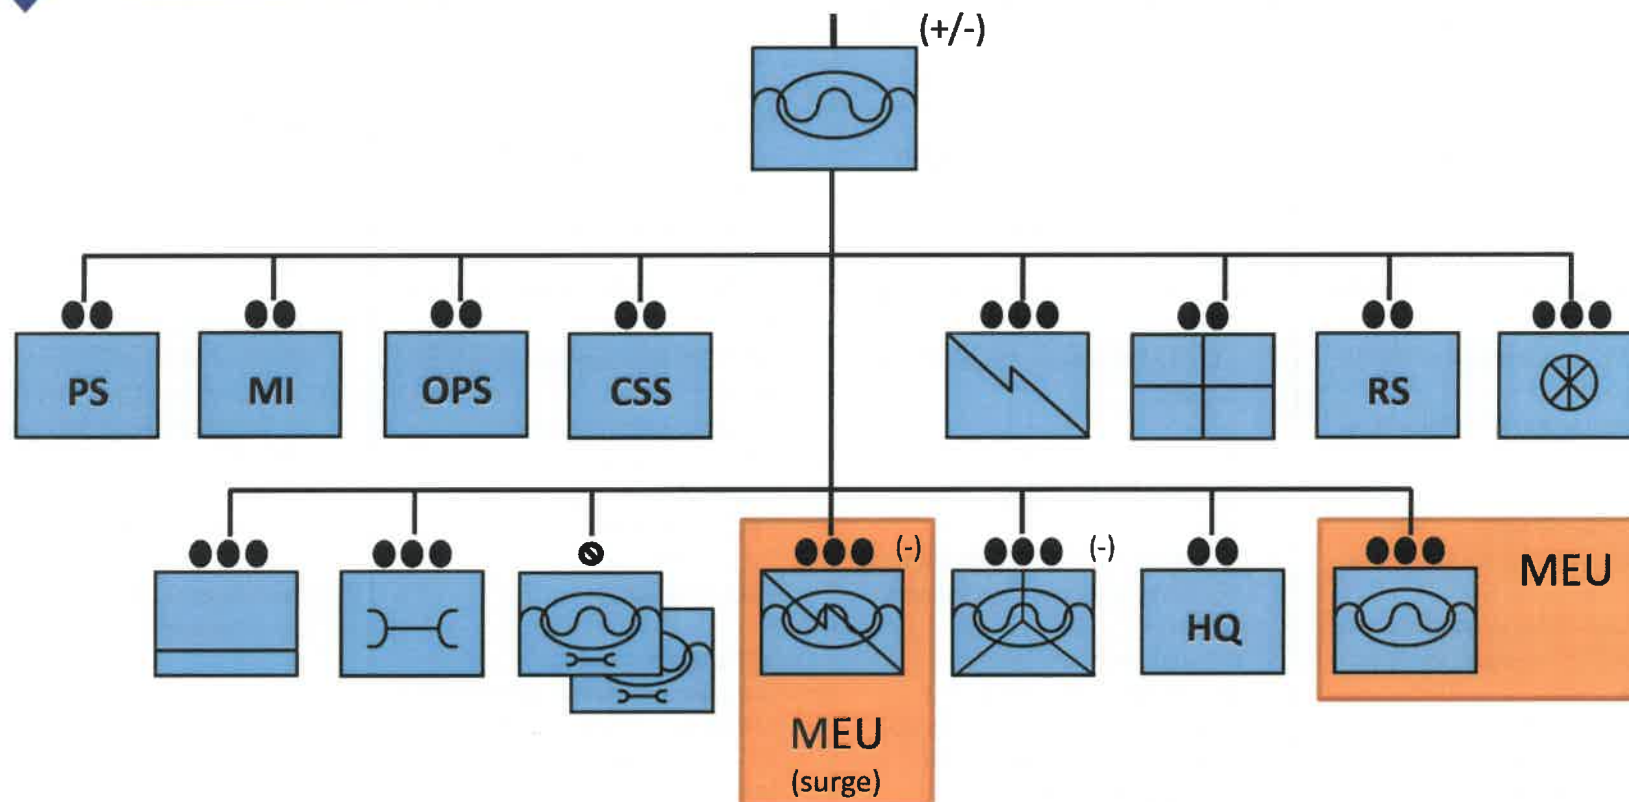 (+/-)
PS
MI
OPS
CSS
RS
(-)
(-)
HQ
MEU
MEU
(surge)